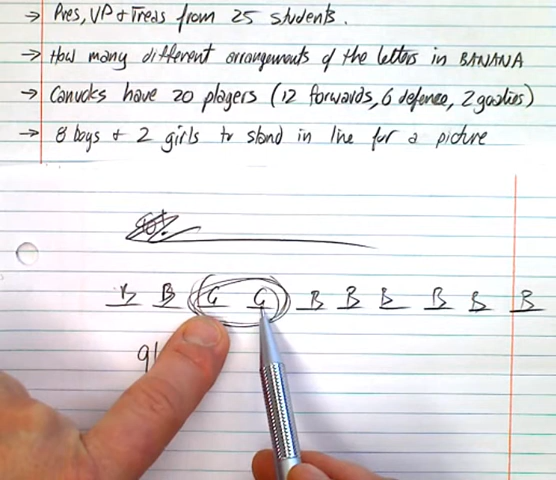 → Pres, VP + Treas from 25 students.
→ How many different arrangements of the letters in BANANA
→ Canucks have 20 players (12 forwards, 6 defence, 2 goalies)
→ 8 boys + 2 girls to stand in line for a picture
B B G G B B B B B B
9!